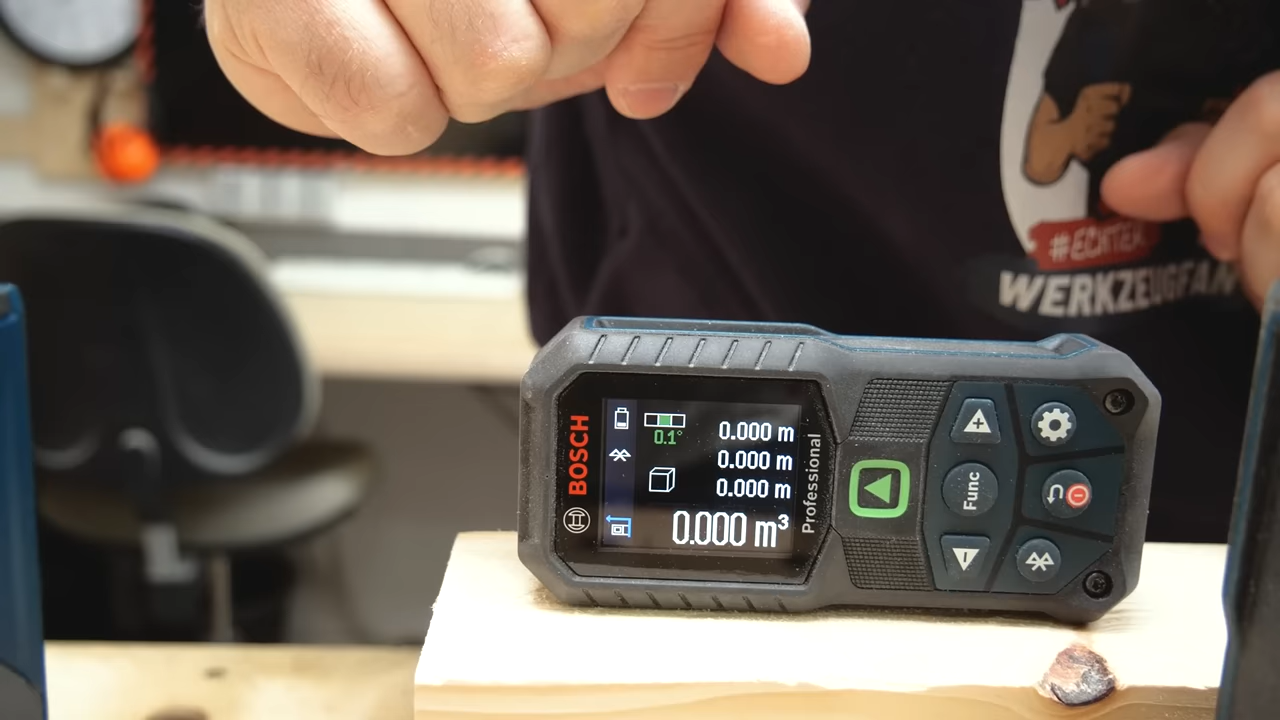 #ECHTER
WERKZEUGFAN
BOSCH
0.1°
0.000 m
0.000 m
0.000 m
0.000 m³
Professional
Func